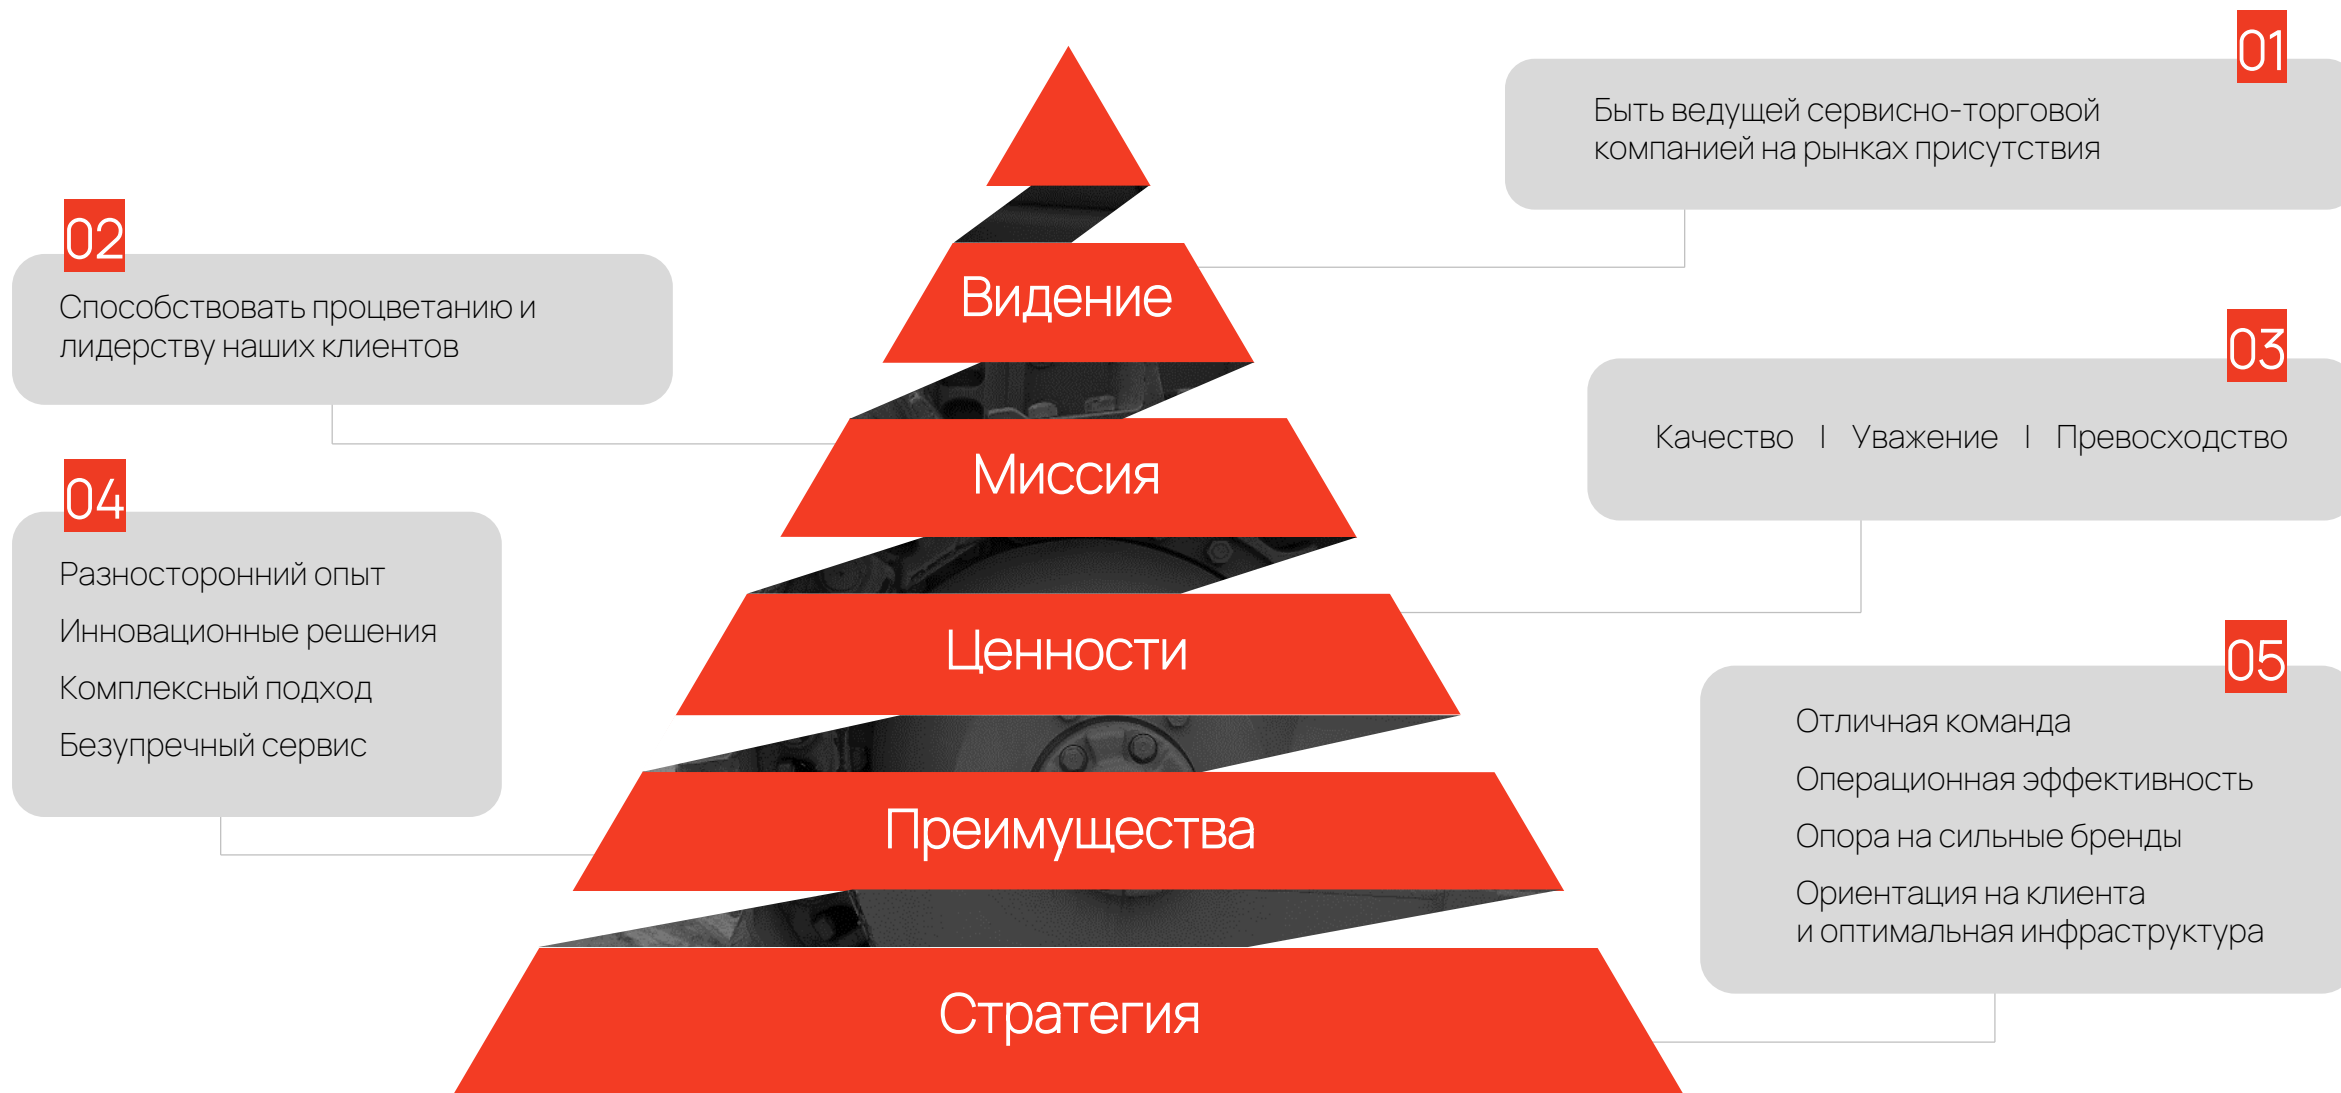 01
Быть ведущей сервисно-торговой
компанией на рынках присутствия
02
Способствовать процветанию и
лидерству наших клиентов
Видение
03
Качество | Уважение | Превосходство
Миссия
04
Разносторонний опыт
Инновационные решения
Комплексный подход
Безупречный сервис
Ценности
05
Отличная команда
Операционная эффективность
Опора на сильные бренды
Ориентация на клиента
и оптимальная инфраструктура
Преимущества
Стратегия